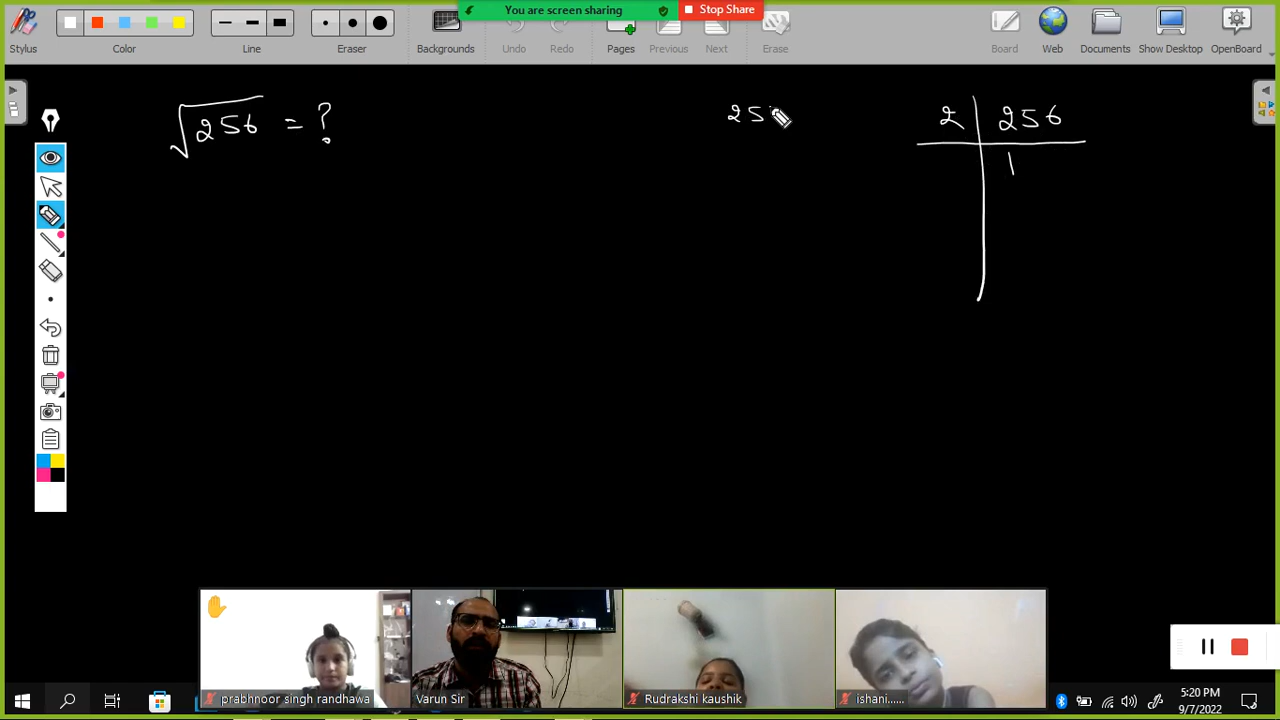 You are screen sharing
Stop Share
Stylus
Color
Line
Eraser
Backgrounds
Undo
Redo
Pages
Previous
Next
Erase
Board
Web
Documents
Show Desktop
OpenBoard
√256 = ?
25
2 | 256
1
prabhnoor singh randhawa
Varun Sir
Rudrakshi kaushik
ishani......
5:20 PM
9/7/2022